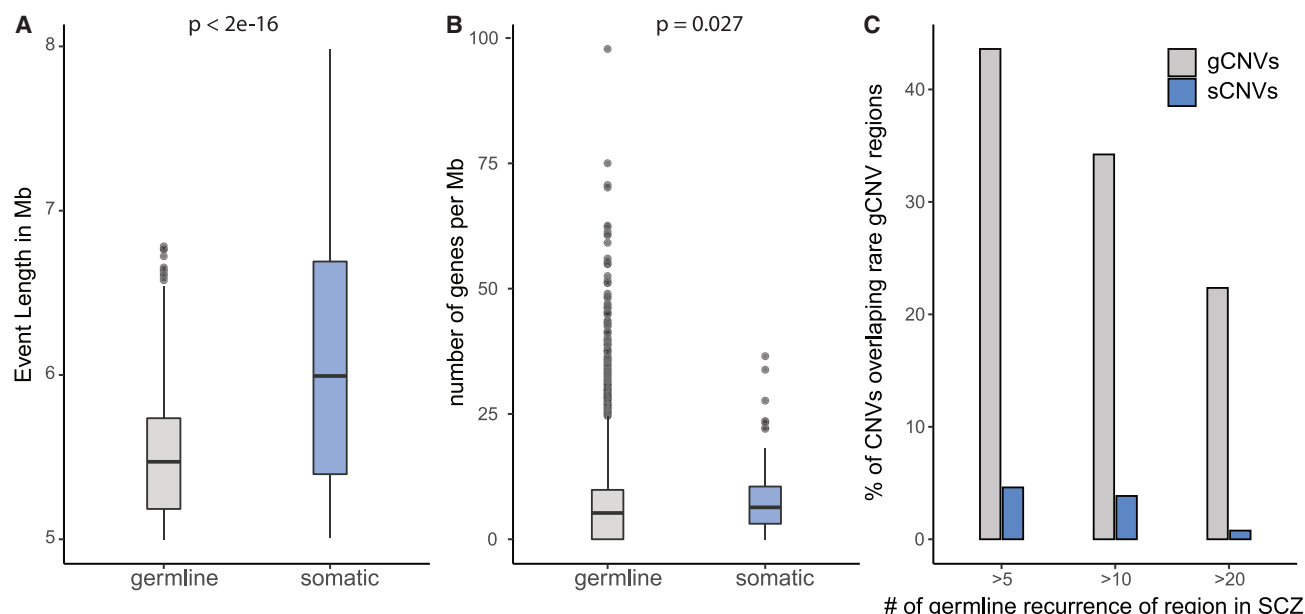 A
p < 2e-16
Event Length in Mb
8
7
6
5
germline
somatic
B
p = 0.027
number of genes per Mb
100
75
50
25
0
germline
somatic
C
gCNVs
sCNVs
% of CNVs overlaping rare gCNV regions
40
30
20
10
0
>5
>10
>20
# of germline recurrence of region in SCZ